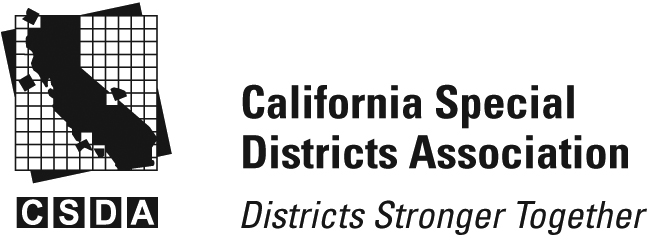 California Special
Districts Association
CSDA
Districts Stronger Together